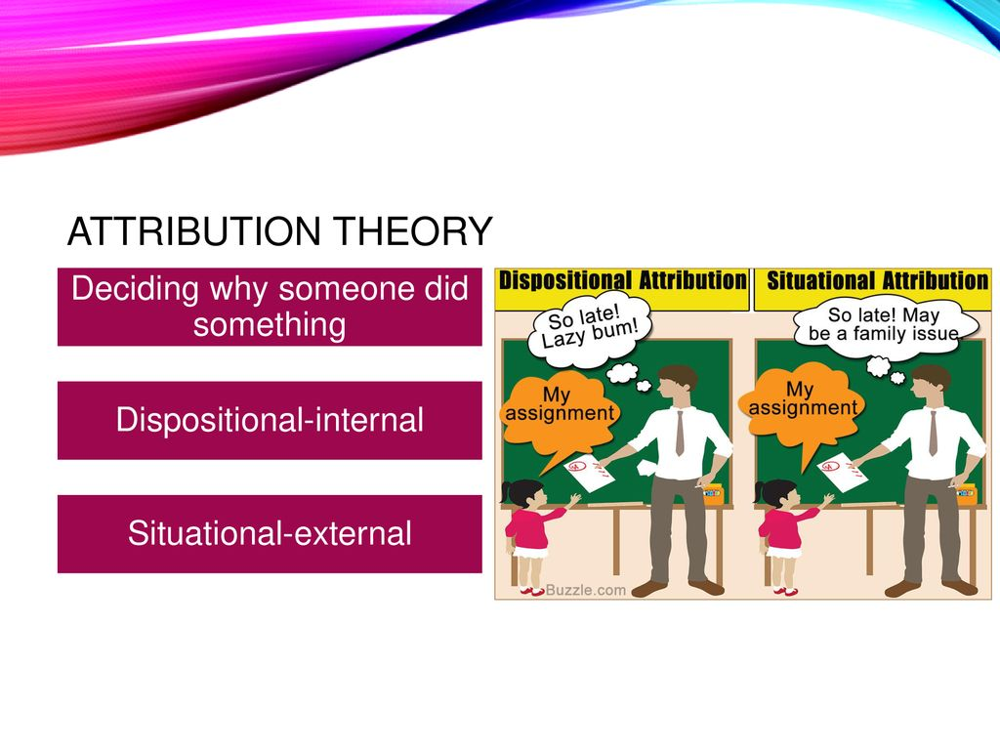 ATTRIBUTION THEORY
Deciding why someone did
something
Dispositional-internal
Situational-external
Dispositional Attribution
So late!
Lazy bum!
My
assignment
Situational Attribution
So late! May
be a family issue.
My
assignment
Buzzle.com